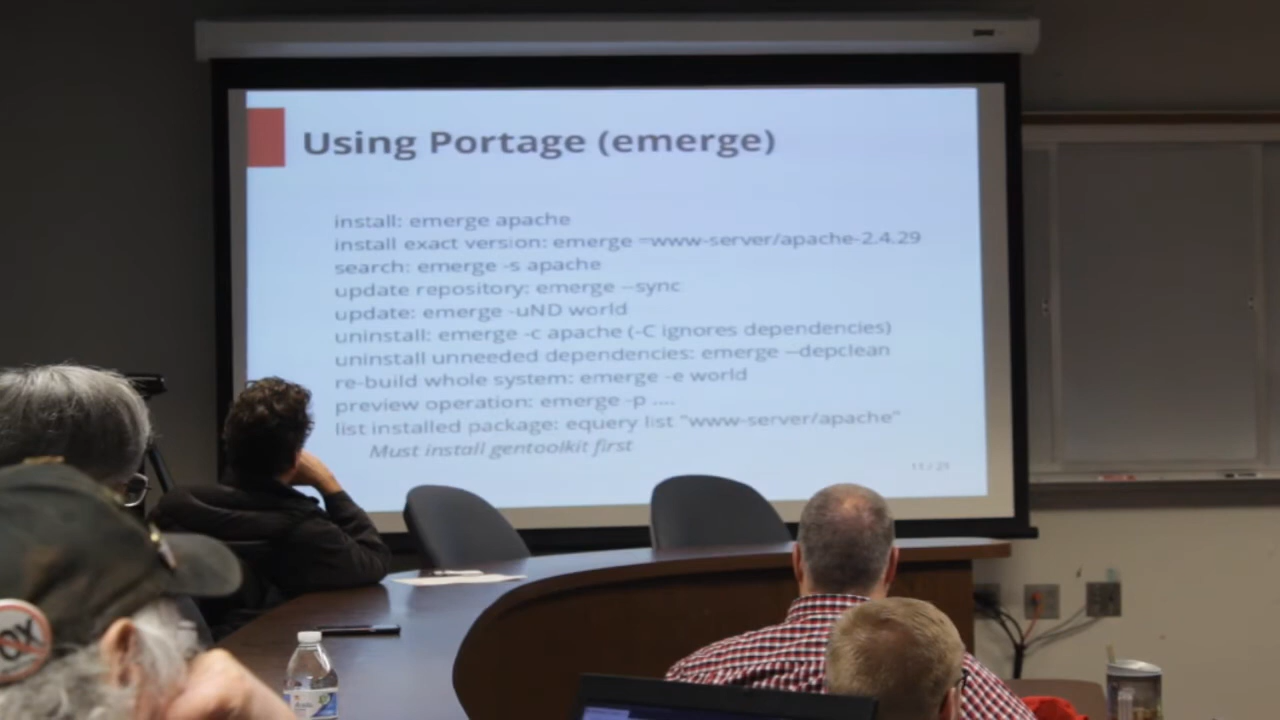 Using Portage (emerge)
install: emerge apache
install exact version: emerge =www-server/apache-2.4.29
search: emerge -s apache
update repository: emerge --sync
update: emerge -uND world
uninstall: emerge -c apache (-C ignores dependencies)
uninstall unneeded dependencies: emerge --depclean
re-build whole system: emerge -e world
preview operation: emerge -p ....
list installed package: equery list "www-server/apache"
Must install gentoolkit first